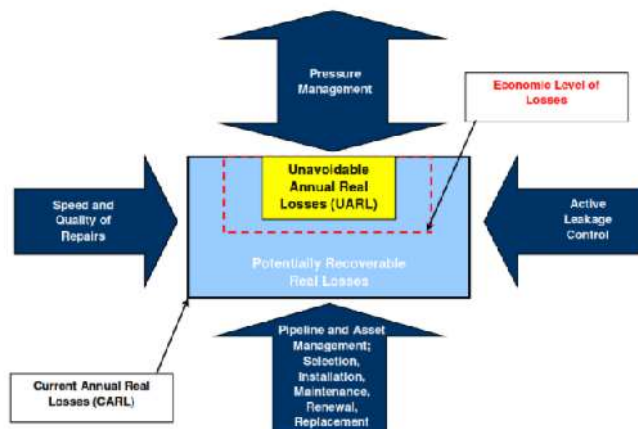 Pressure
Management
Economic Level of
Losses
Unavoidable
Annual Real
Losses (UARL)
Speed and
Quality of
Repairs
Active
Leakage
Control
Potentially Recoverable
Real Losses
Pipeline and Asset
Management;
Selection,
Installation,
Maintenance,
Renewal,
Replacement
Current Annual Real
Losses (CARL)